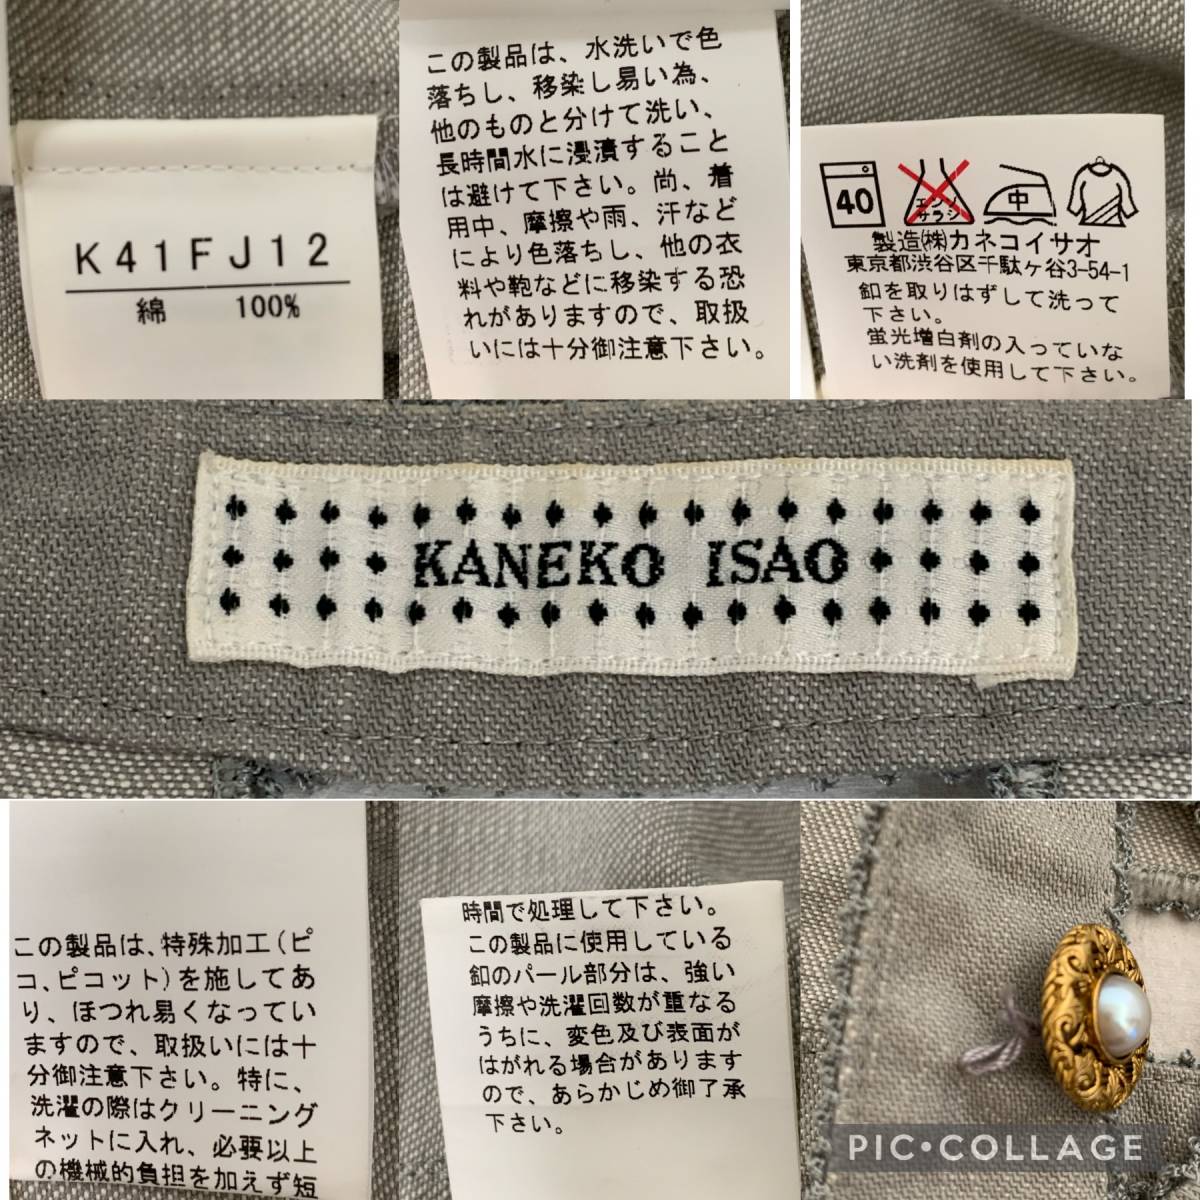 K41FJ12
綿 100%
この製品は、水洗いで色
落ちし、移染し易い為、
他のものと分けて洗い、
長時間水に浸漬すること
は避けて下さい。尚、着
用中、摩擦や雨、汗など
により色落ちし、他の衣
料や鞄などに移染する恐
れがありますので、取扱
いには十分御注意下さい。
40
エンソ
サラシ
中
製造㈱カネコイサオ
東京都渋谷区千駄ヶ谷3-54-1
釦を取りはずして洗って
下さい。
蛍光増白剤の入っていな
い洗剤を使用して下さい。
KANEKO ISAO
この製品は、特殊加工(ピ
コ、ピコット)を施してあ
り、ほつれ易くなってい
ますので、取扱いには十
分御注意下さい。特に、
洗濯の際はクリーニング
ネットに入れ、必要以上
の機械的負担を加えず短
時間で処理して下さい。
この製品に使用している
釦のパール部分は、強い
摩擦や洗濯回数が重なる
うちに、変色及び表面が
はがれる場合があります
ので、あらかじめ御了承
下さい。
PIC•COLLAGE